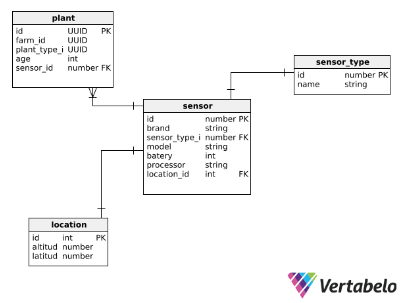 plant
id UUID PK
farm_id UUID
plant_type_i UUID
age int
sensor_id number FK
sensor_type
id number PK
name string
sensor
id number PK
brand string
sensor_type_i number FK
model string
batery int
processor string
location_id int FK
location
id int PK
altitud number
latitud number
Vertabelo